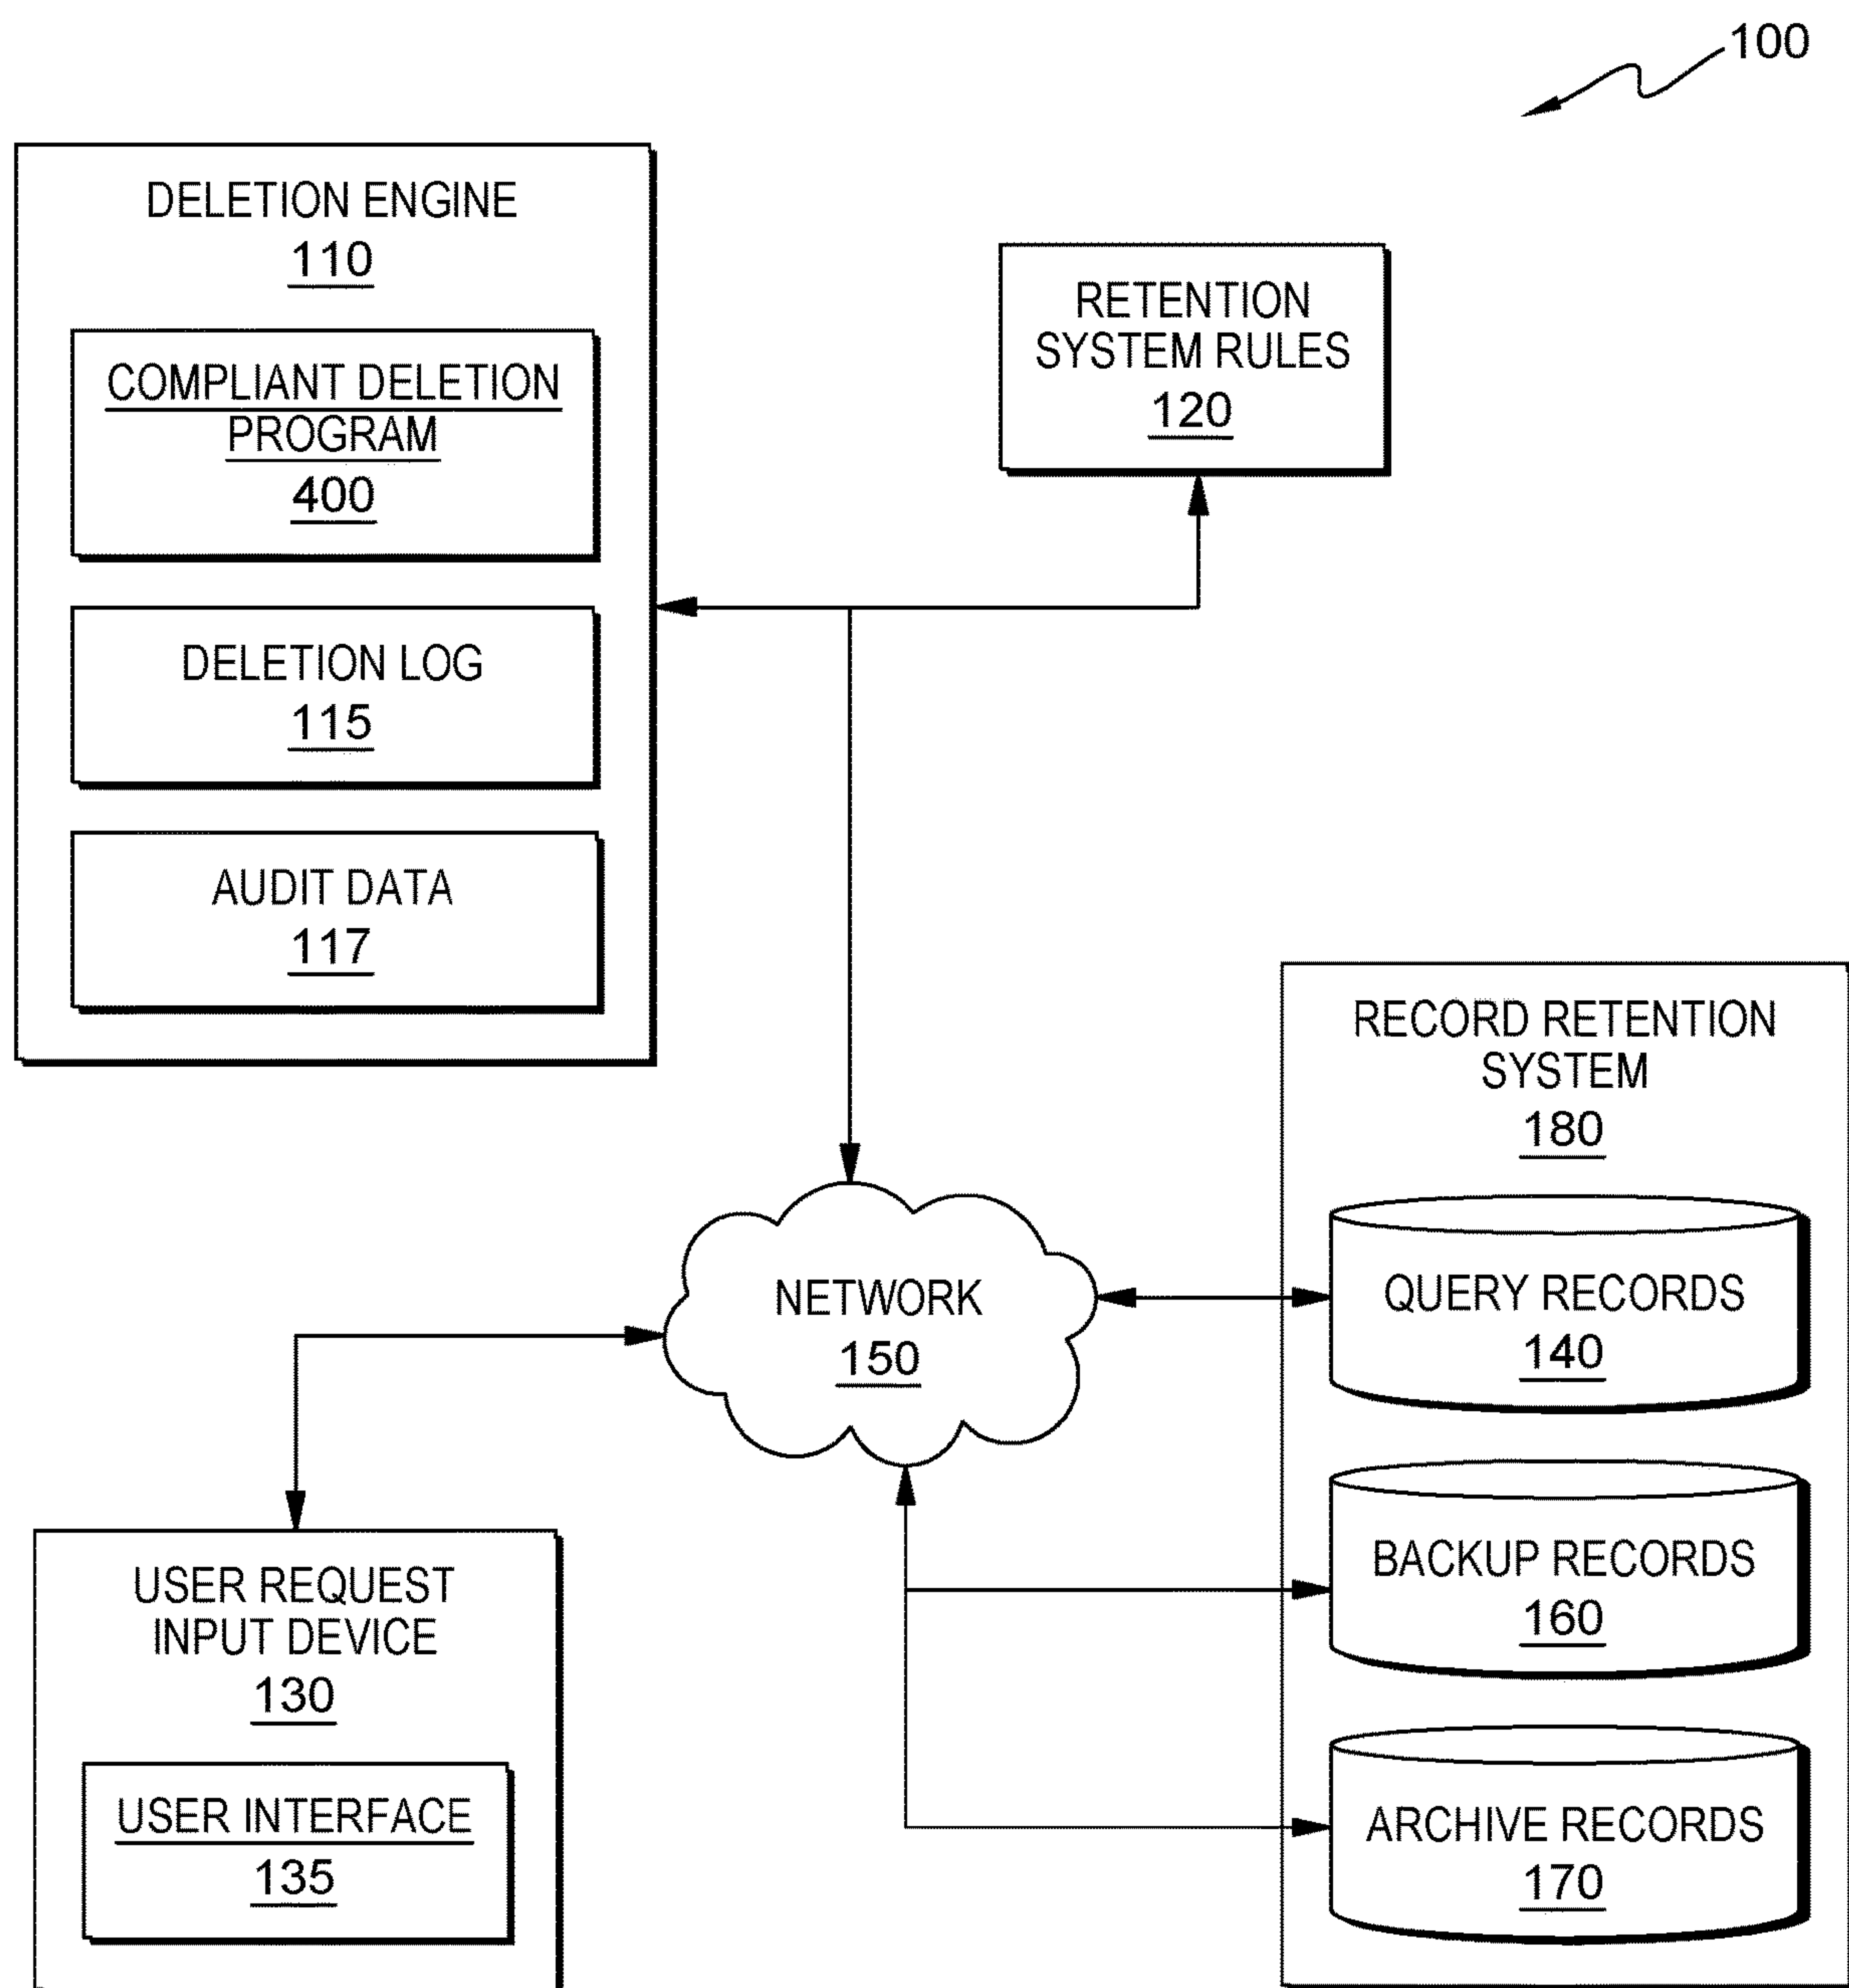 100
DELETION ENGINE
110
COMPLIANT DELETION
PROGRAM
400
DELETION LOG
115
AUDIT DATA
117
RETENTION
SYSTEM RULES
120
RECORD RETENTION
SYSTEM
180
QUERY RECORDS
140
BACKUP RECORDS
160
ARCHIVE RECORDS
170
NETWORK
150
USER REQUEST
INPUT DEVICE
130
USER INTERFACE
135